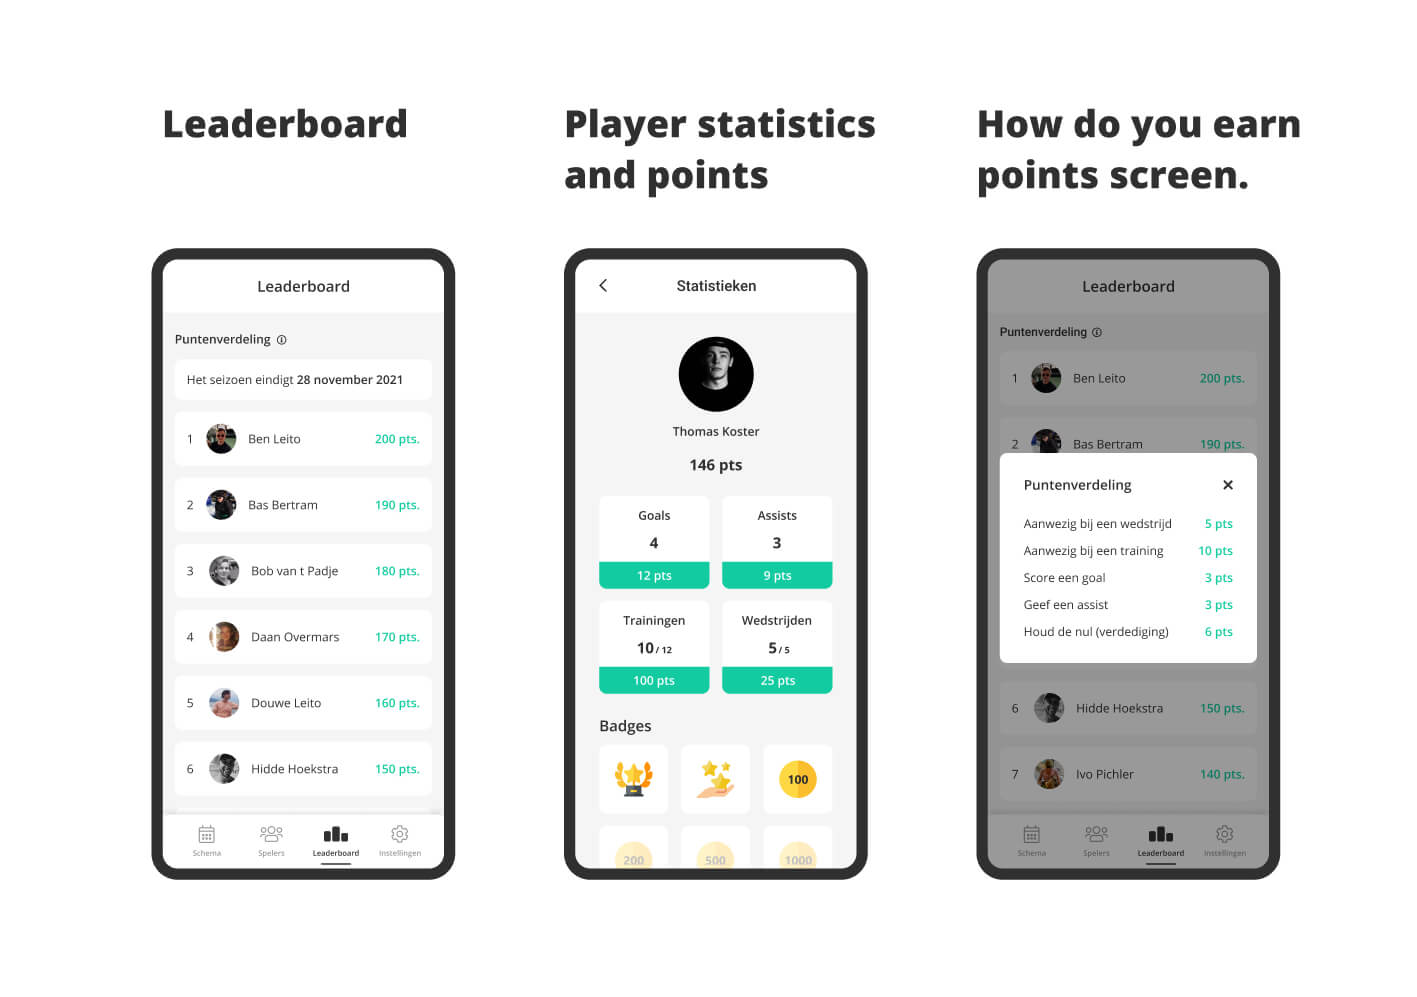 Leaderboard
Player statistics
and points
How do you earn
points screen.
Leaderboard
Puntenverdeling
Het seizoen eindigt 28 november 2021
1 Ben Leito 200 pts.
2 Bas Bertram 190 pts.
3 Bob van t Padje 180 pts.
4 Daan Overmars 170 pts.
5 Douwe Leito 160 pts.
6 Hidde Hoekstra 150 pts.
Schema Spelers Leaderboard Instellingen
Statistieken
Thomas Koster
146 pts
Goals Assists
4 3
12 pts 9 pts
Trainingen Wedstrijden
10 / 12 5 / 5
100 pts 25 pts
Badges
100
200 500 1000
Leaderboard
Puntenverdeling
1 Ben Leito 200 pts.
2 Bas Bertram 190 pts.
Puntenverdeling
Aanwezig bij een wedstrijd 5 pts
Aanwezig bij een training 10 pts
Score een goal 3 pts
Geef een assist 3 pts
Houd de nul (verdediging) 6 pts
6 Hidde Hoekstra 150 pts.
7 Ivo Pichler 140 pts.
Schema Spelers Leaderboard Instellingen